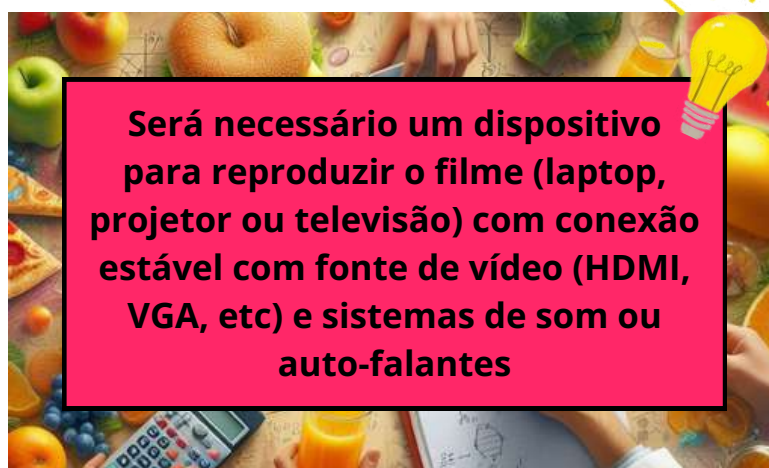 Será necessário um dispositivo
para reproduzir o filme (laptop,
projetor ou televisão) com conexão
estável com fonte de vídeo (HDMI,
VGA, etc) e sistemas de som ou
auto-falantes